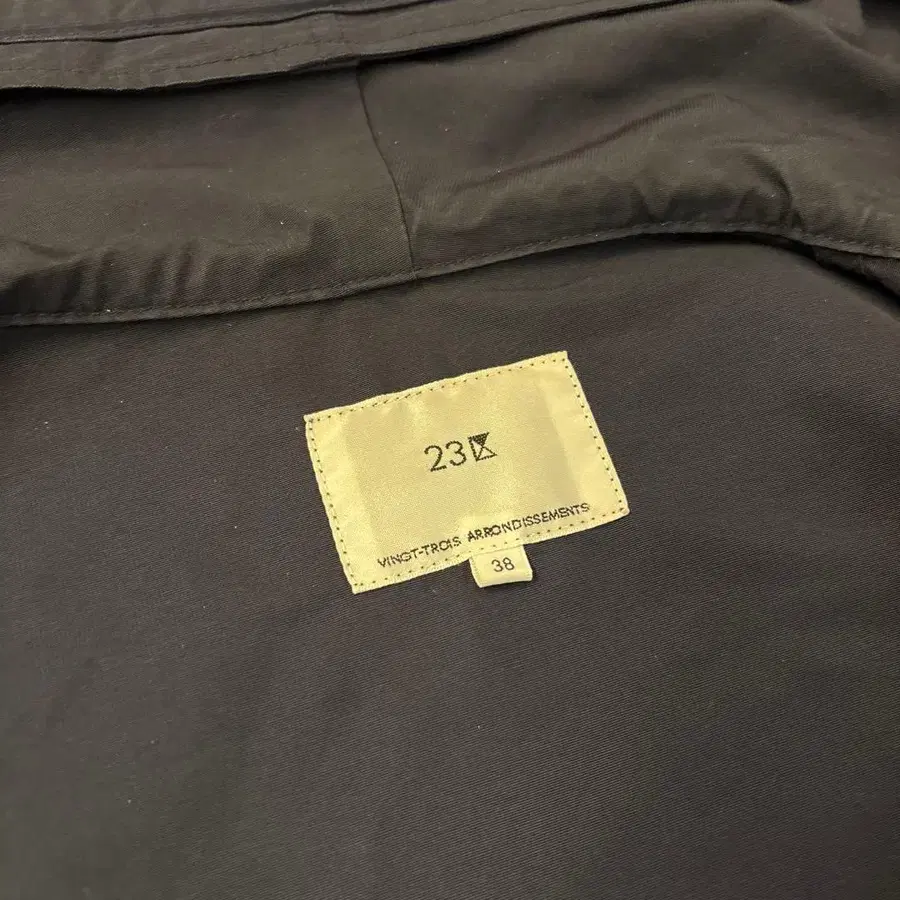 23区
VINGT-TROIS ARRONDISSEMENTS
38